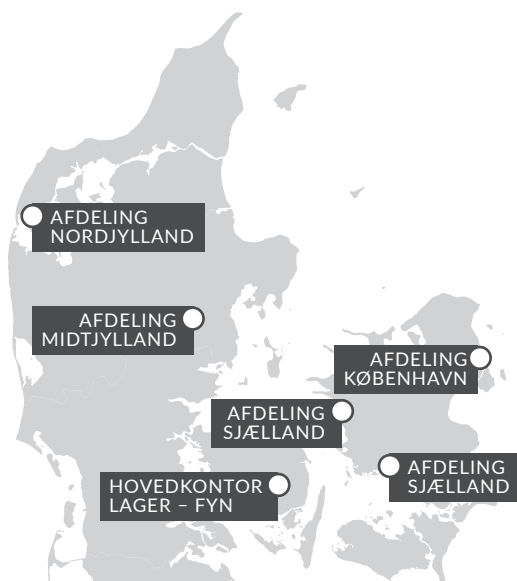 AFDELING
NORDJYLLAND
AFDELING
MIDTJYLLAND
AFDELING
KØBENHAVN
AFDELING
SJÆLLAND
AFDELING
SJÆLLAND
HOVEDKONTOR
LAGER – FYN